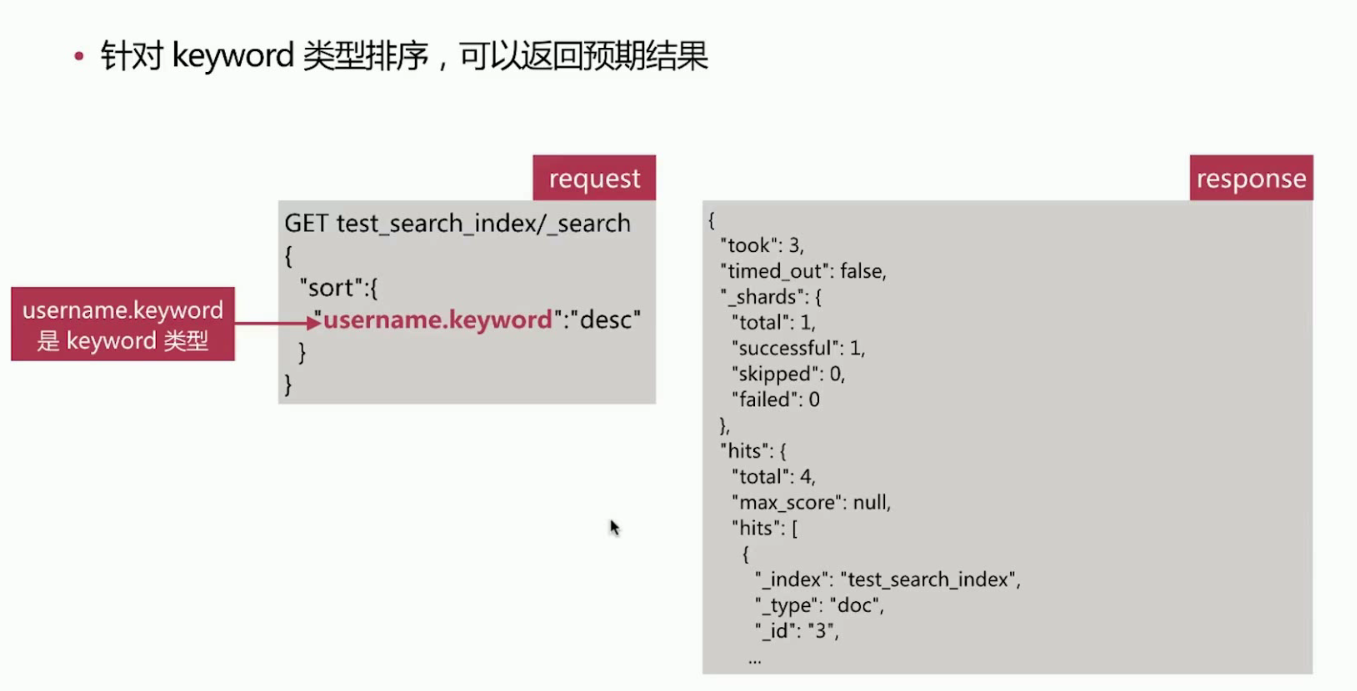 • 针对 keyword 类型排序，可以返回预期结果
request
GET test_search_index/_search
{
"sort":{
"username.keyword":"desc"
}
}
username.keyword
是 keyword 类型
response
{
"took": 3,
"timed_out": false,
"_shards": {
"total": 1,
"successful": 1,
"skipped": 0,
"failed": 0
},
"hits": {
"total": 4,
"max_score": null,
"hits": [
{
"_index": "test_search_index",
"_type": "doc",
"_id": "3",
...